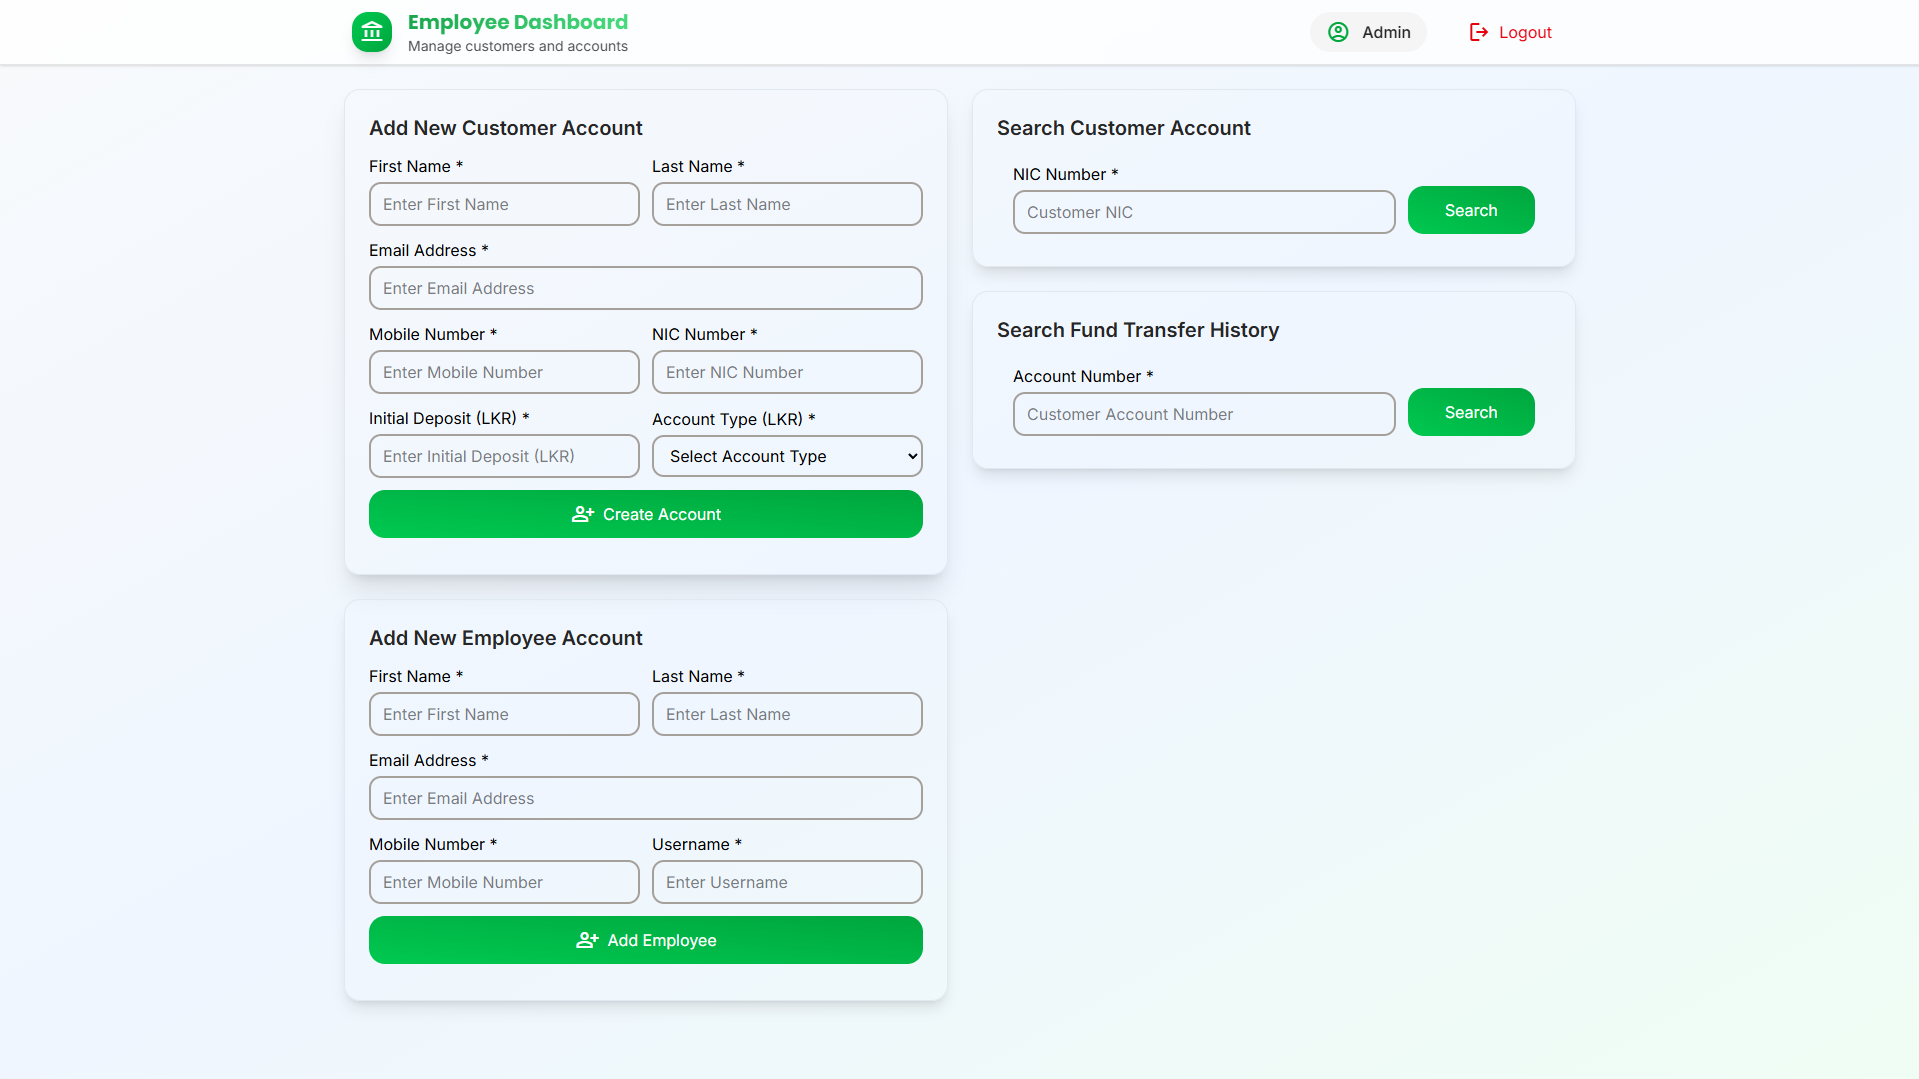 Employee Dashboard
Manage customers and accounts
Admin
Logout
Add New Customer Account
First Name *
Last Name *
Enter First Name
Enter Last Name
Email Address *
Enter Email Address
Mobile Number *
NIC Number *
Enter Mobile Number
Enter NIC Number
Initial Deposit (LKR) *
Account Type (LKR) *
Enter Initial Deposit (LKR)
Select Account Type
Create Account
Add New Employee Account
First Name *
Last Name *
Enter First Name
Enter Last Name
Email Address *
Enter Email Address
Mobile Number *
Username *
Enter Mobile Number
Enter Username
Add Employee
Search Customer Account
NIC Number *
Customer NIC
Search
Search Fund Transfer History
Account Number *
Customer Account Number
Search